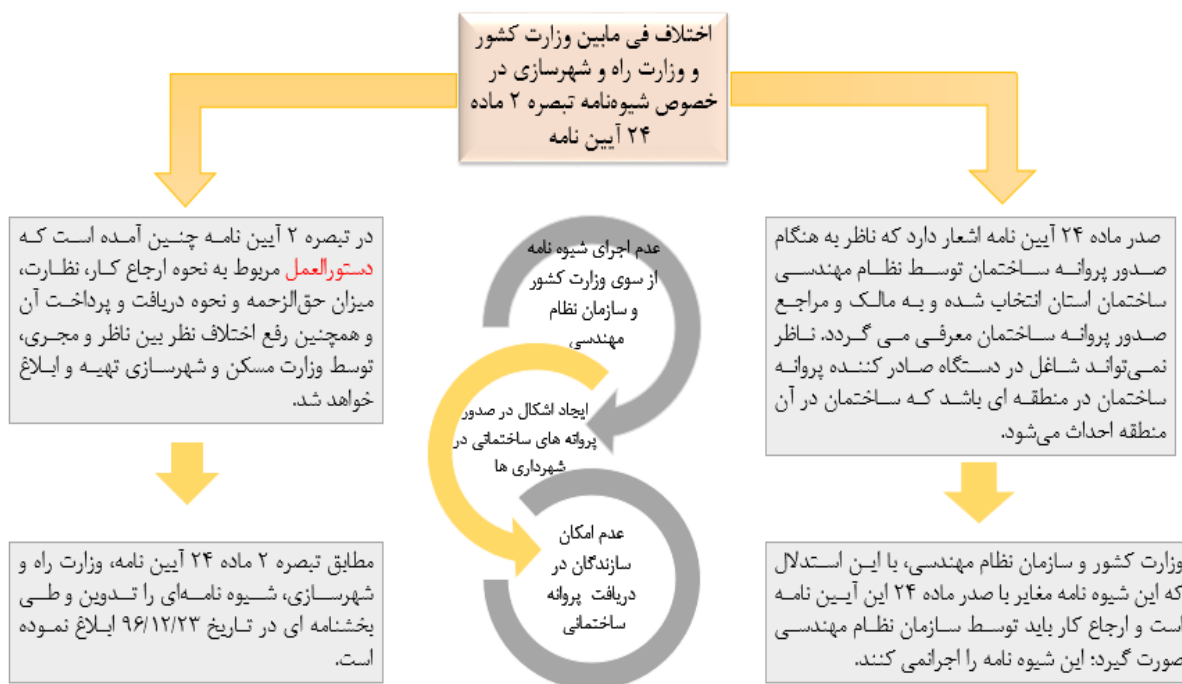 اختلاف فی مابین وزارت کشور
و وزارت راه و شهرسازی در
خصوص شیوه‌نامه تبصره ۲ ماده
۲۴ آیین نامه
صدر ماده ۲۴ آیین نامه اشعار دارد که ناظر به هنگام
صدور پروانه ساختمان توسط نظام مهندسی
ساختمان استان انتخاب شده و به مالک و مراجع
صدور پروانه ساختمان معرفی می گردد. ناظر
نمی‌تواند شاغل در دستگاه صادر کننده پروانه
ساختمان در منطقه ای باشد که ساختمان در آن
منطقه احداث می‌شود.
وزارت کشور و سازمان نظام مهندسی، با این استدلال
که این شیوه نامه مغایر با صدر ماده ۲۴ این آیین نامه
است و ارجاع کار باید توسط سازمان نظام مهندسی
صورت گیرد؛ این شیوه نامه را اجرانمی کنند.
عدم اجرای شیوه نامه
از سوی وزارت کشور
و سازمان نظام
مهندسی
ایجاد اشکال در صدور
پروانه های ساختمانی در
شهرداری ها
عدم امکان
سازندگان در
دریافت پروانه
ساختمانی
در تبصره ۲ آیین نامه چنین آمده است که
دستورالعمل مربوط به نحوه ارجاع کار، نظارت،
میزان حق‌الزحمه و نحوه دریافت و پرداخت آن
و همچنین رفع اختلاف نظر بین ناظر و مجری،
توسط وزارت مسکن و شهرسازی تهیه و ابلاغ
خواهد شد.
مطابق تبصره ۲ ماده ۲۴ آیین نامه، وزارت راه و
شهرسازی، شیوه نامه‌ای را تدوین و طی
بخشنامه ای در تاریخ ۹۶/۱۲/۲۳ ابلاغ نموده
است.